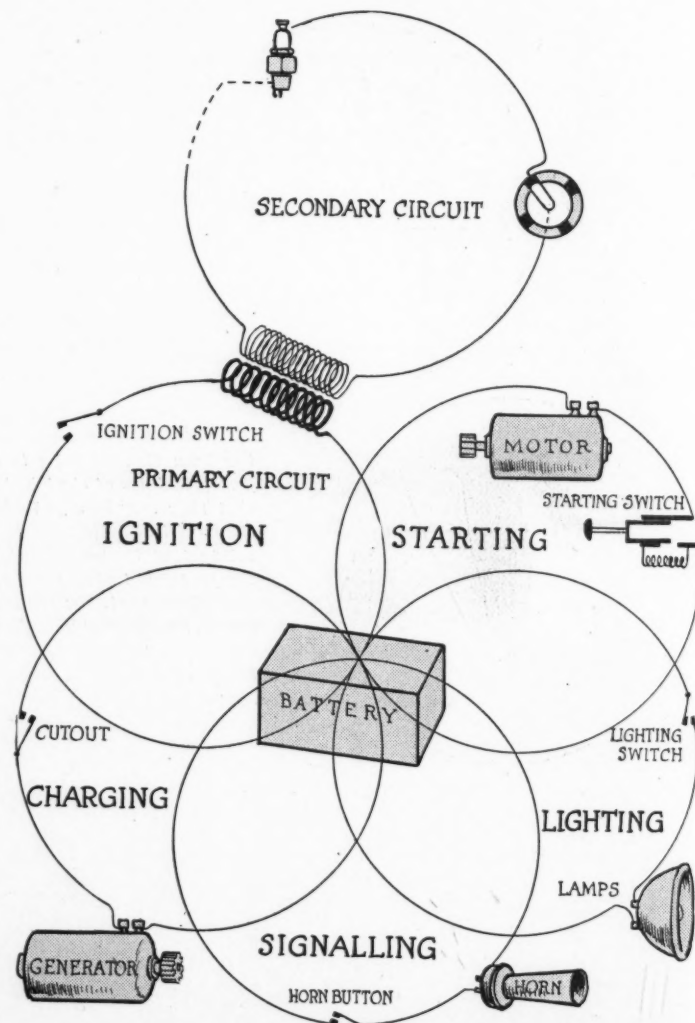 SECONDARY CIRCUIT
IGNITION SWITCH
MOTOR
PRIMARY CIRCUIT
STARTING SWITCH
IGNITION
STARTING
BATTERY
CUTOUT
LIGHTING
SWITCH
CHARGING
LIGHTING
LAMPS
SIGNALLING
GENERATOR
HORN
HORN BUTTON